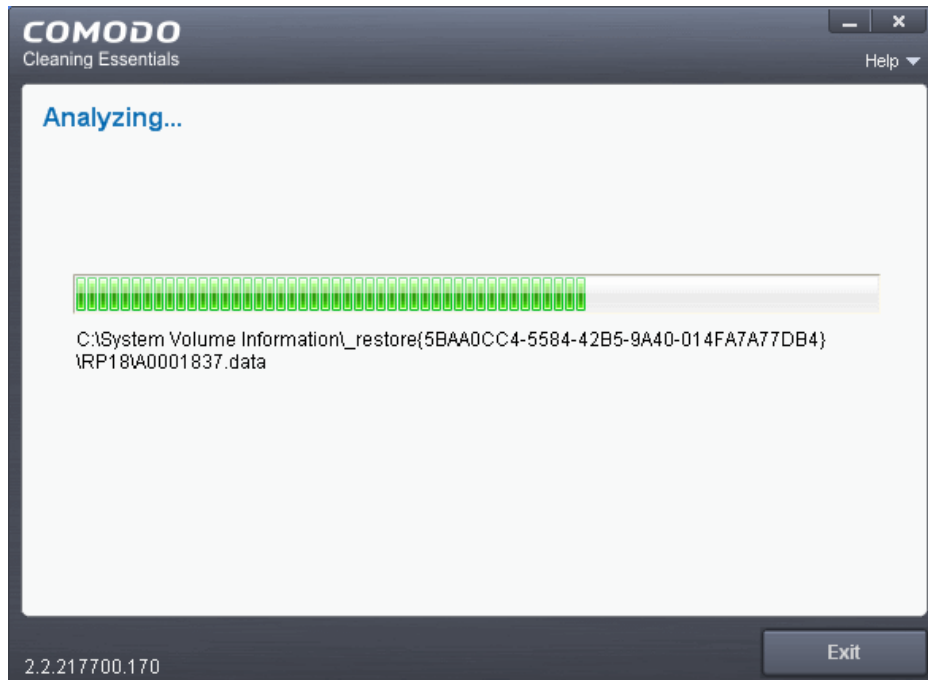 COMODO
Cleaning Essentials
Help
Analyzing...
C:\System Volume Information\_restore{5BAA0CC4-5584-42B5-9A40-014FA7A77DB4}
\RP18\A0001837.data
Exit
2.2.217700.170